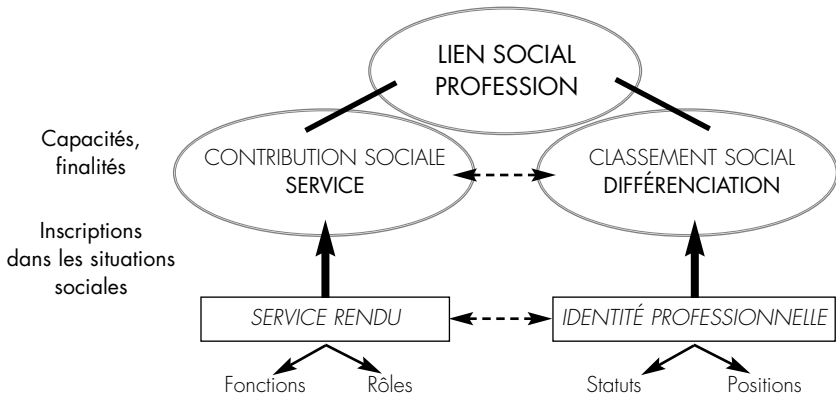 LIEN SOCIAL
PROFESSION
Capacités,
finalités
CONTRIBUTION SOCIALE
SERVICE
CLASSEMENT SOCIAL
DIFFÉRENCIATION
Inscriptions
dans les situations
sociales
SERVICE RENDU
IDENTITÉ PROFESSIONNELLE
Fonctions
Rôles
Statuts
Positions